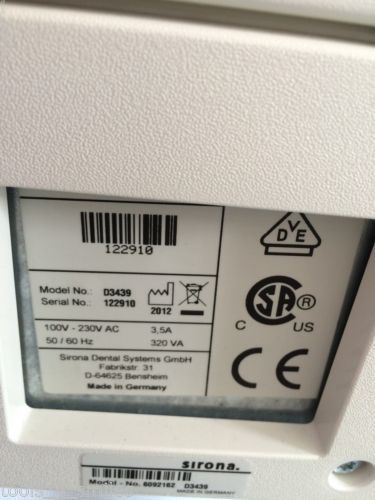 122910
DVE
Model No.: D3439
Serial No.: 122910
2012
SA ®
C US
100V - 230V AC 3,5A
50 / 60 Hz 320 VA
Sirona Dental Systems GmbH
Fabrikstr. 31
D-64625 Bensheim
Made in Germany
CE
sirona.
Model - No. 6092162 D3439
MADE IN GERMANY